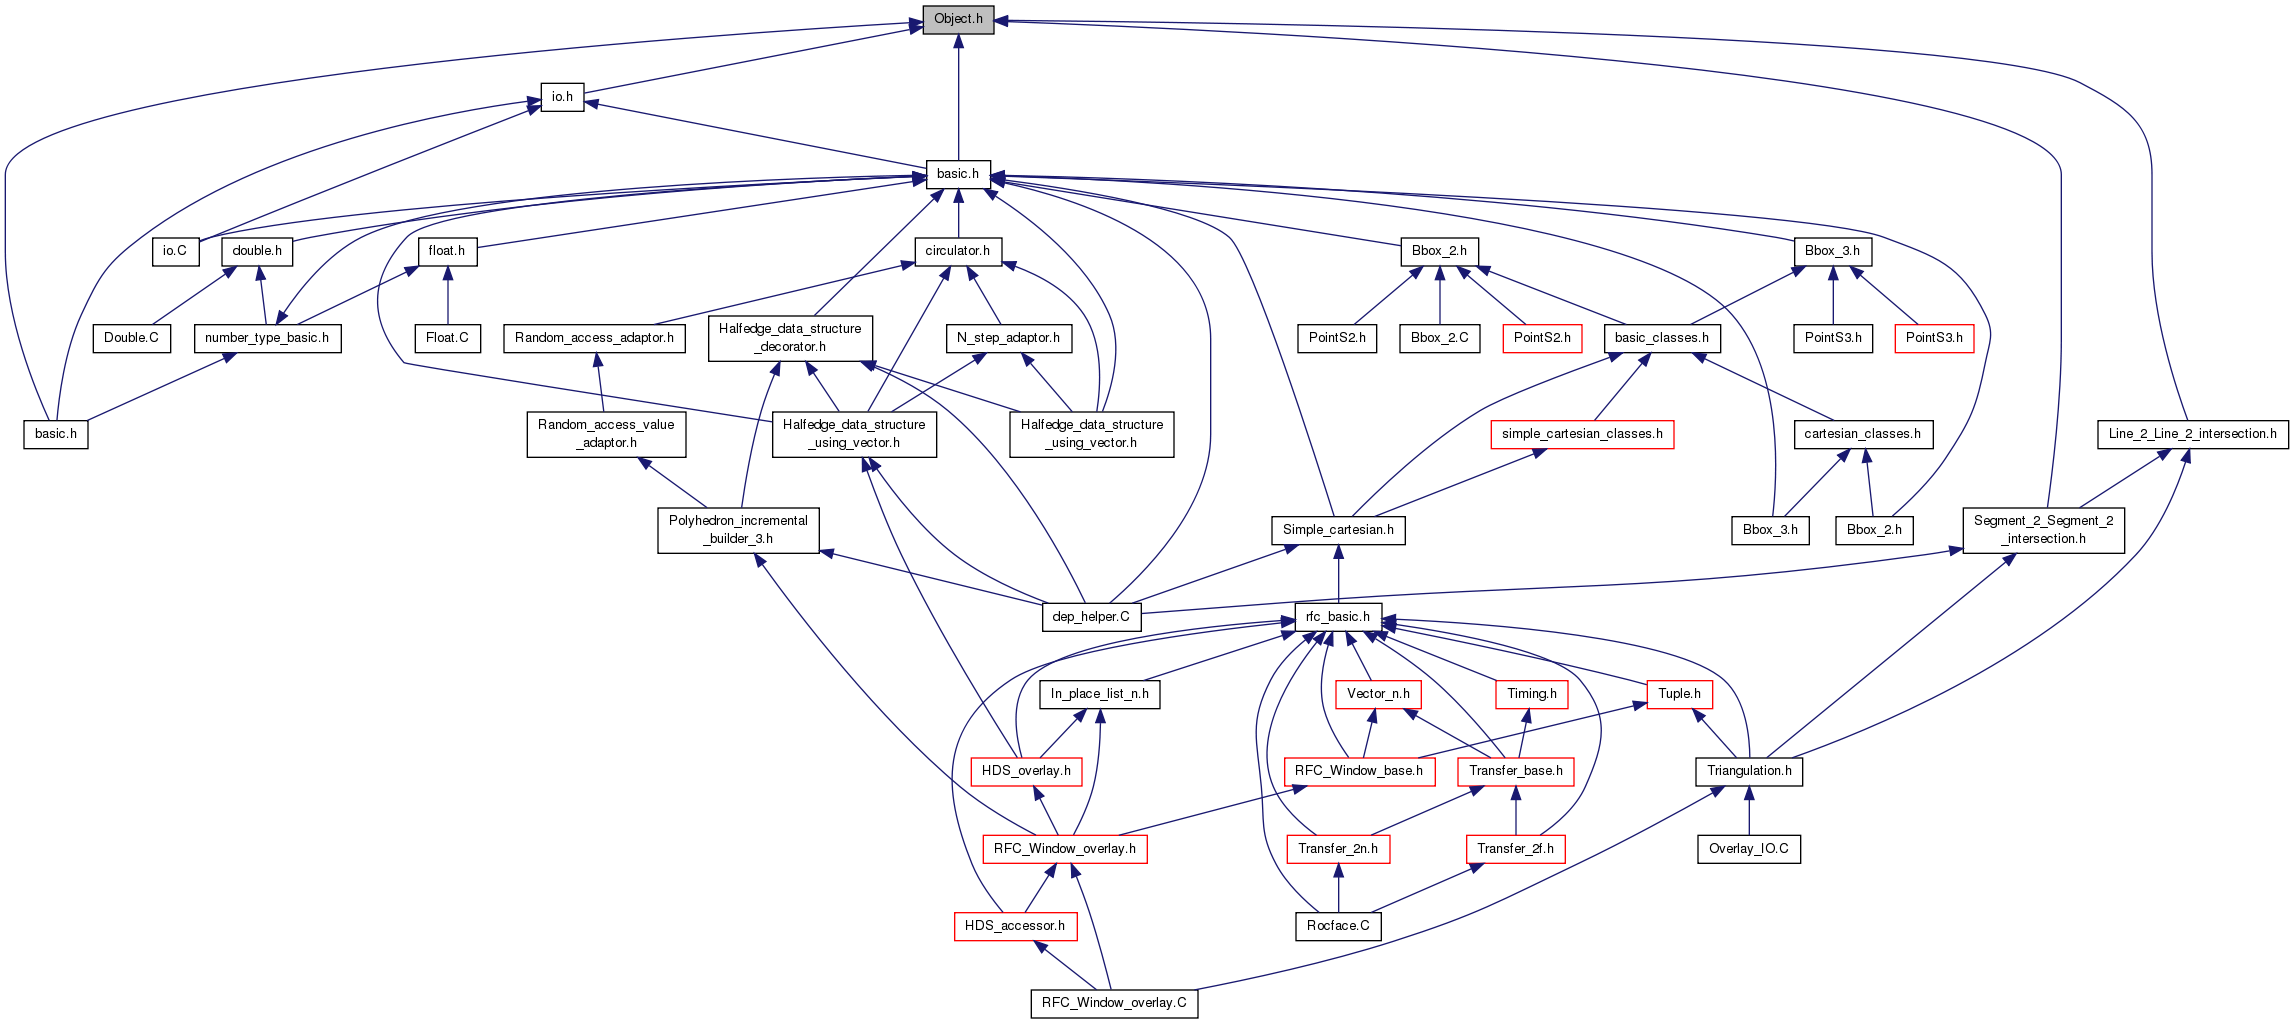 Object.h
io.h
basic.h
io.C
double.h
float.h
circulator.h
Bbox_2.h
Bbox_3.h
Double.C
number_type_basic.h
Float.C
Random_access_adaptor.h
Halfedge_data_structure
_decorator.h
N_step_adaptor.h
PointS2.h
Bbox_2.C
PointS2.h
basic_classes.h
PointS3.h
PointS3.h
basic.h
Random_access_value
_adaptor.h
Halfedge_data_structure
_using_vector.h
Halfedge_data_structure
_using_vector.h
simple_cartesian_classes.h
cartesian_classes.h
Line_2_Line_2_intersection.h
Polyhedron_incremental
_builder_3.h
Simple_cartesian.h
Bbox_3.h
Bbox_2.h
Segment_2_Segment_2
_intersection.h
dep_helper.C
rfc_basic.h
In_place_list_n.h
Vector_n.h
Timing.h
Tuple.h
HDS_overlay.h
RFC_Window_base.h
Transfer_base.h
Triangulation.h
RFC_Window_overlay.h
Transfer_2n.h
Transfer_2f.h
Overlay_IO.C
HDS_accessor.h
Rocface.C
RFC_Window_overlay.C